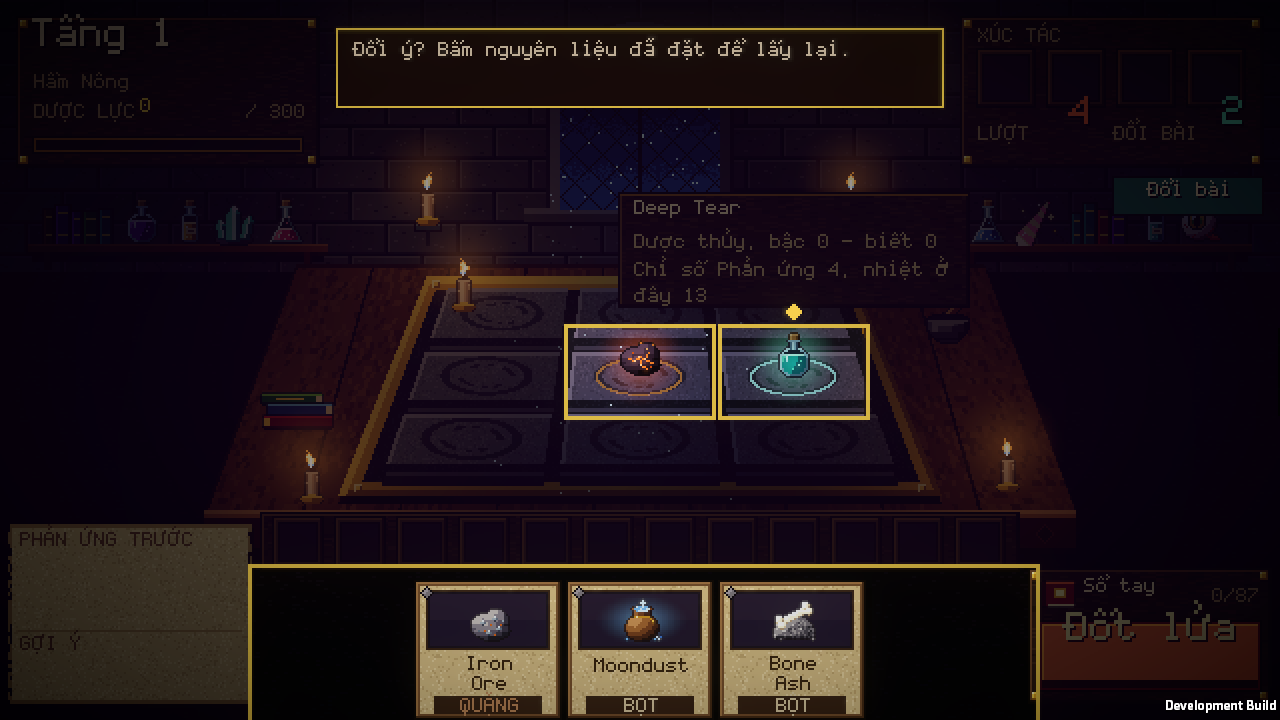 Tầng 1
Hầm Nông
DƯỢC LỰC 0 / 300
Đổi ý? Bấm nguyên liệu đã đặt để lấy lại.
XÚC TÁC
LƯỢT 4 ĐỔI BÀI 2
Đổi bài
Deep Tear
Dược thủy, bậc 0 - biết 0
Chỉ số Phản ứng 4, nhiệt ở
đây 13
PHẢN ỨNG TRƯỚC
GỢI Ý
Iron
Ore
QUẶNG
Moondust
BỘT
Bone
Ash
BỘT
Sổ tay 0/87
Đốt lửa
Development Build